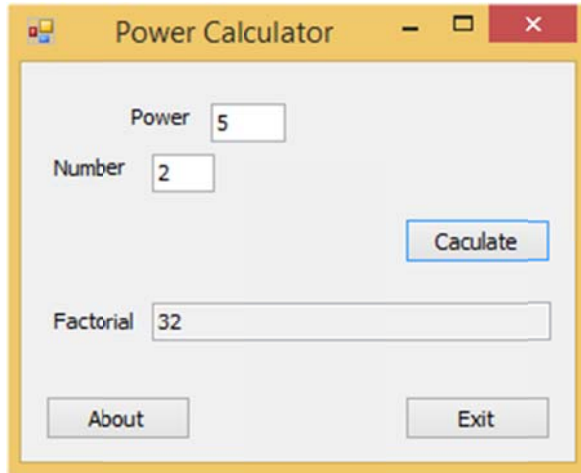 Power Calculator
Power 5
Number 2
Caculate
Factorial 32
About Exit